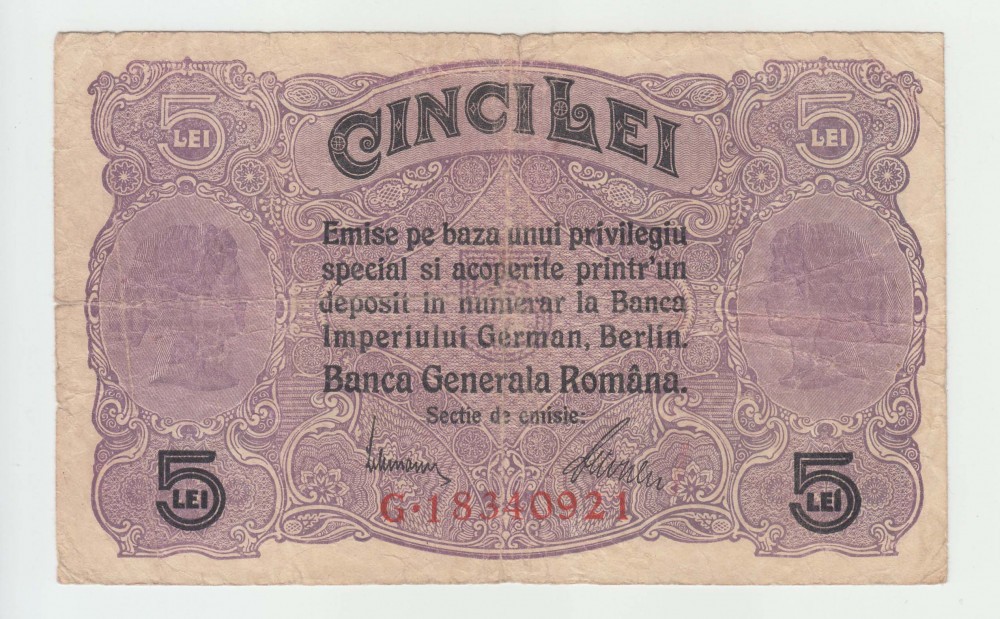 5 LEI
CINCI LEI
5 LEI
Emise pe baza unui privilegiu
special si acoperite printr'un
deposit in numerar la Banca
Imperiului German, Berlin.
Banca Generala Româna.
Sectie de emisie:
5 LEI
G·18340921
5 LEI